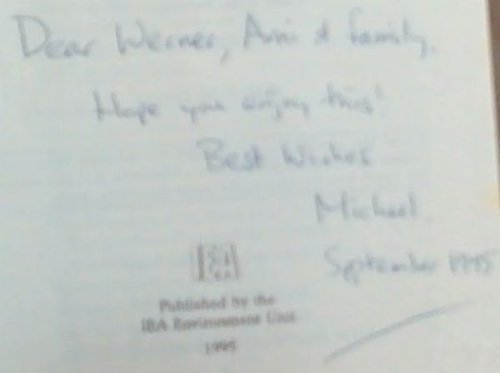 Dear Werner, Arni & family,
Hope you enjoy this!
Best Wishes
Michael
September 1995
Published by the
IBA Environment Unit
1995